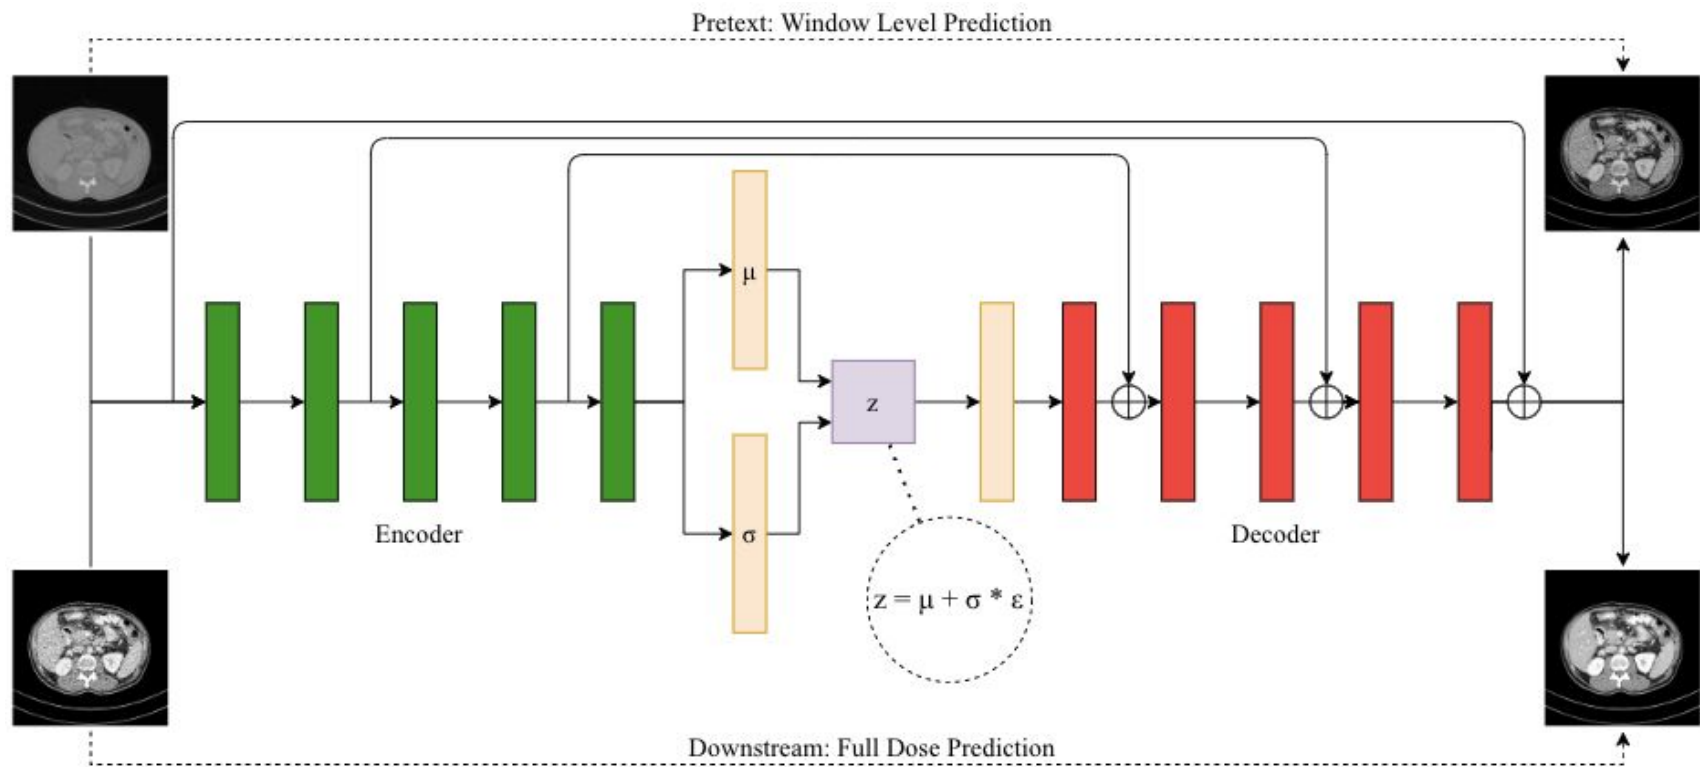 Pretext: Window Level Prediction
μ
z
σ
Encoder
Decoder
z = μ + σ * ε
Downstream: Full Dose Prediction